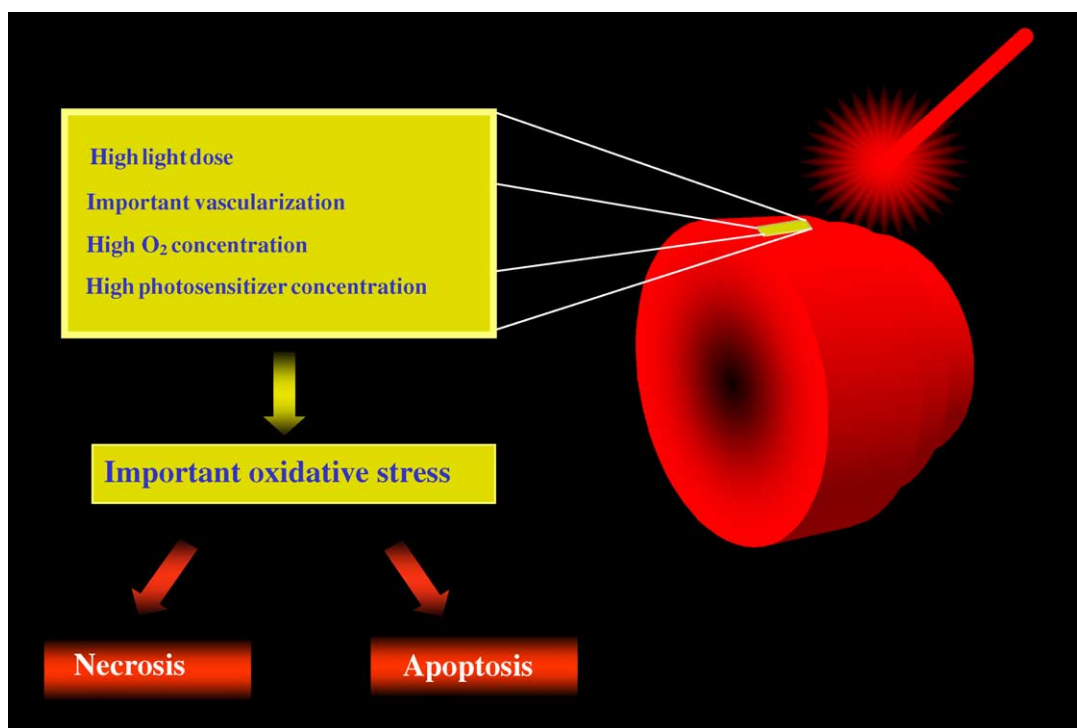 High light dose
Important vascularization
High O₂ concentration
High photosensitizer concentration
Important oxidative stress
Necrosis
Apoptosis